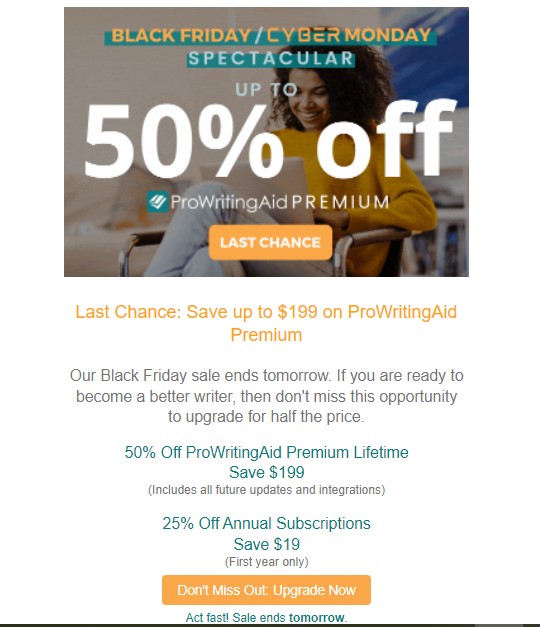 BLACK FRIDAY / CYBER MONDAY
SPECTACULAR
UP TO
50% off
ProWritingAid PREMIUM
LAST CHANCE
Last Chance: Save up to $199 on ProWritingAid
Premium
Our Black Friday sale ends tomorrow. If you are ready to
become a better writer, then don't miss this opportunity
to upgrade for half the price.
50% Off ProWritingAid Premium Lifetime
Save $199
(Includes all future updates and integrations)
25% Off Annual Subscriptions
Save $19
(First year only)
Don't Miss Out: Upgrade Now
Act fast! Sale ends tomorrow.